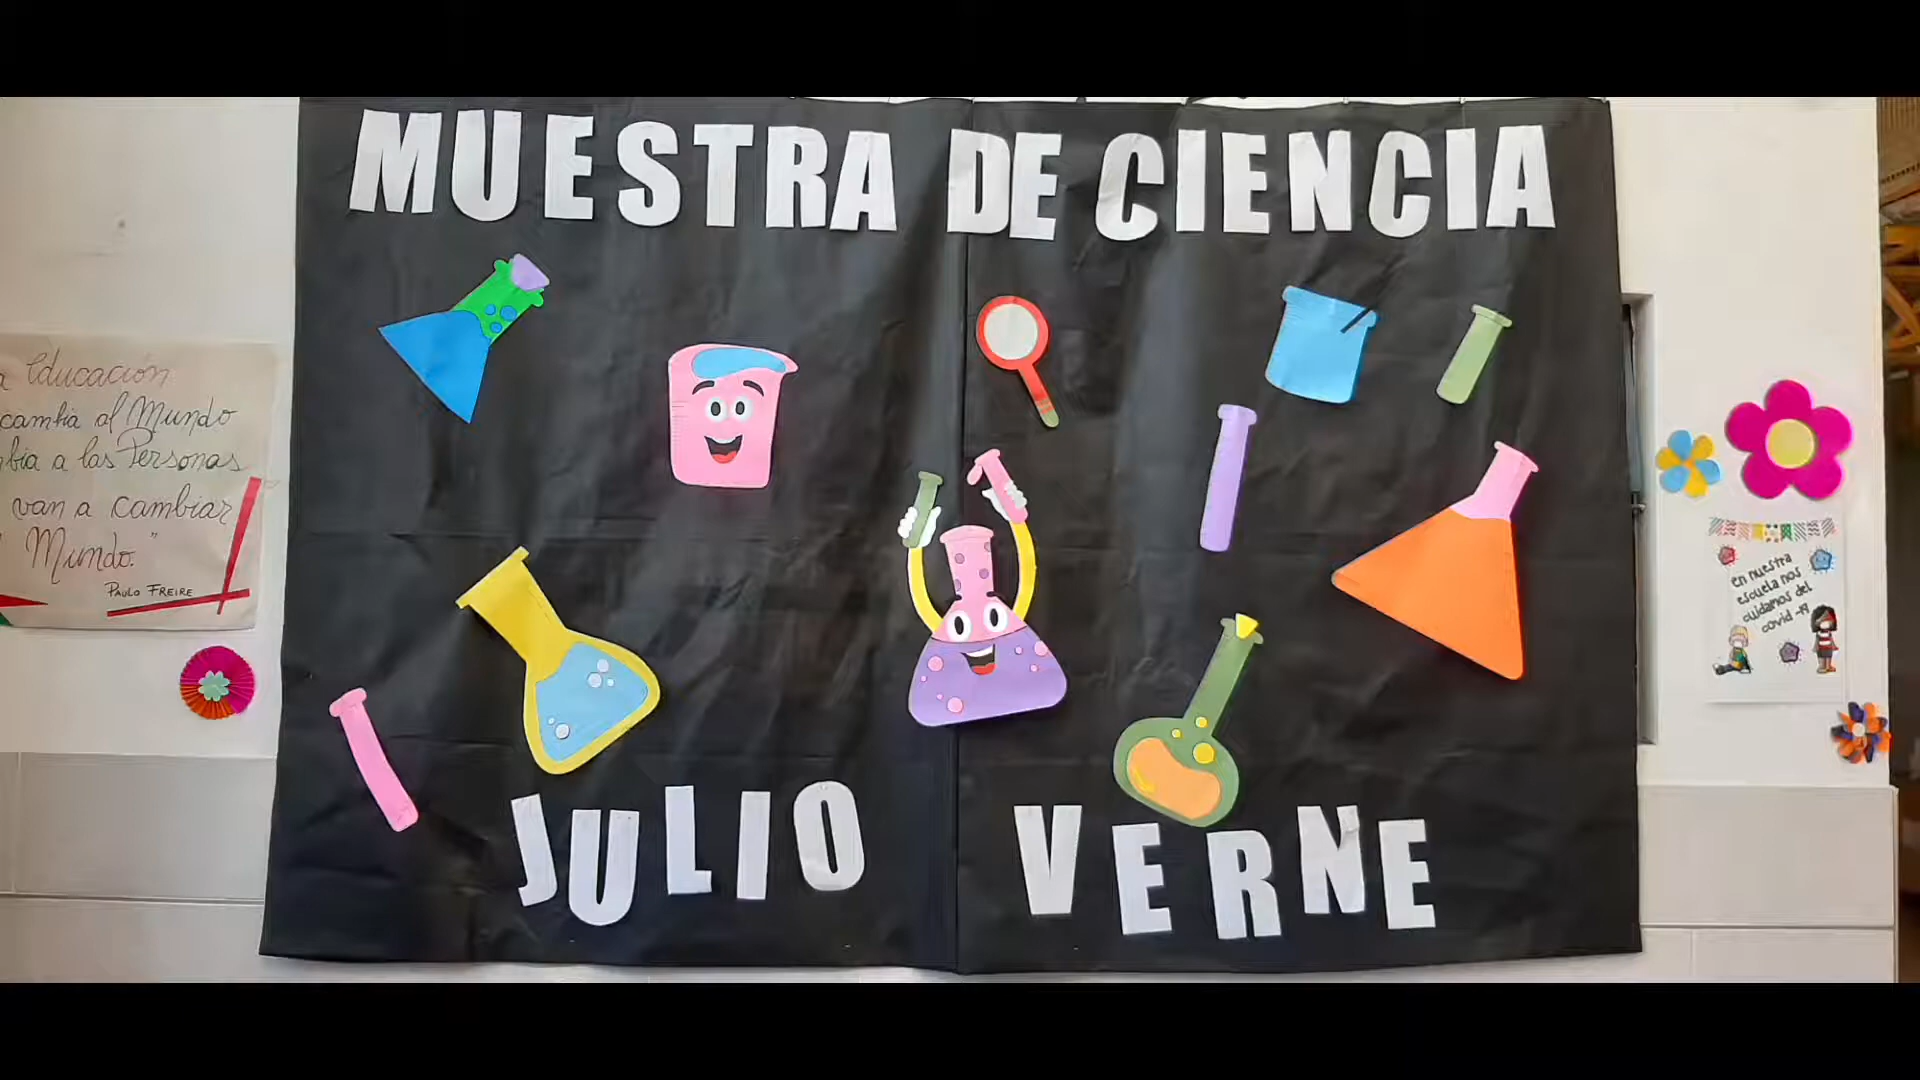 MUESTRA DE CIENCIA
Educación
cambia al Mundo
a las Personas
van a cambiar
Mundo."
PAULO FREIRE
en nuestra
escuela nos
cuidamos del
covid-19
JULIO VERNE